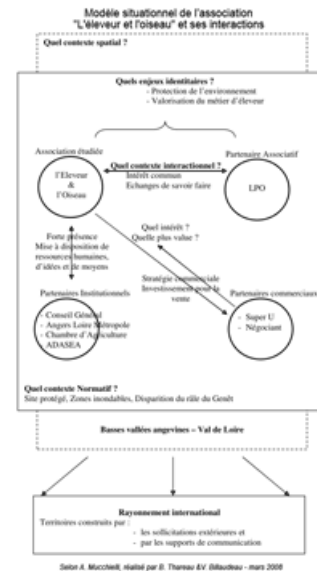 Modèle situationnel de l'association
"L'éleveur et l'oiseau" et ses interactions
Quel contexte spatial ?
Quels enjeux identitaires ?
- Protection de l'environnement
- Valorisation du métier d'éleveur
Association étudiée
Partenaire Associatif
Quel contexte interactionnel ?
l'Eleveur
&
l'Oiseau
Intérêt commun
Echanges de savoir faire
LPO
Quel intérêt ?
Quelle plus value ?
Forte présence
Mise à disposition de
ressources humaines,
d'idées et de moyens
Stratégie commerciale
Investissement pour la
vente
Partenaires Institutionnels
Partenaires commerciaux
- Conseil Général
- Angers Loire Métropole
- Chambre d'Agriculture
ADASEA
- Super U
- Négociant
Quel contexte Normatif ?
Site protégé, Zones inondables, Disparition du râle du Genêt
Basses vallées angevines – Val de Loire
Rayonnement international
Territoires construits par :
- les sollicitations extérieures et
- par les supports de communication
Selon A. Mucchielli, réalisé par B. Thareau &V. Billaudeau - mars 2008